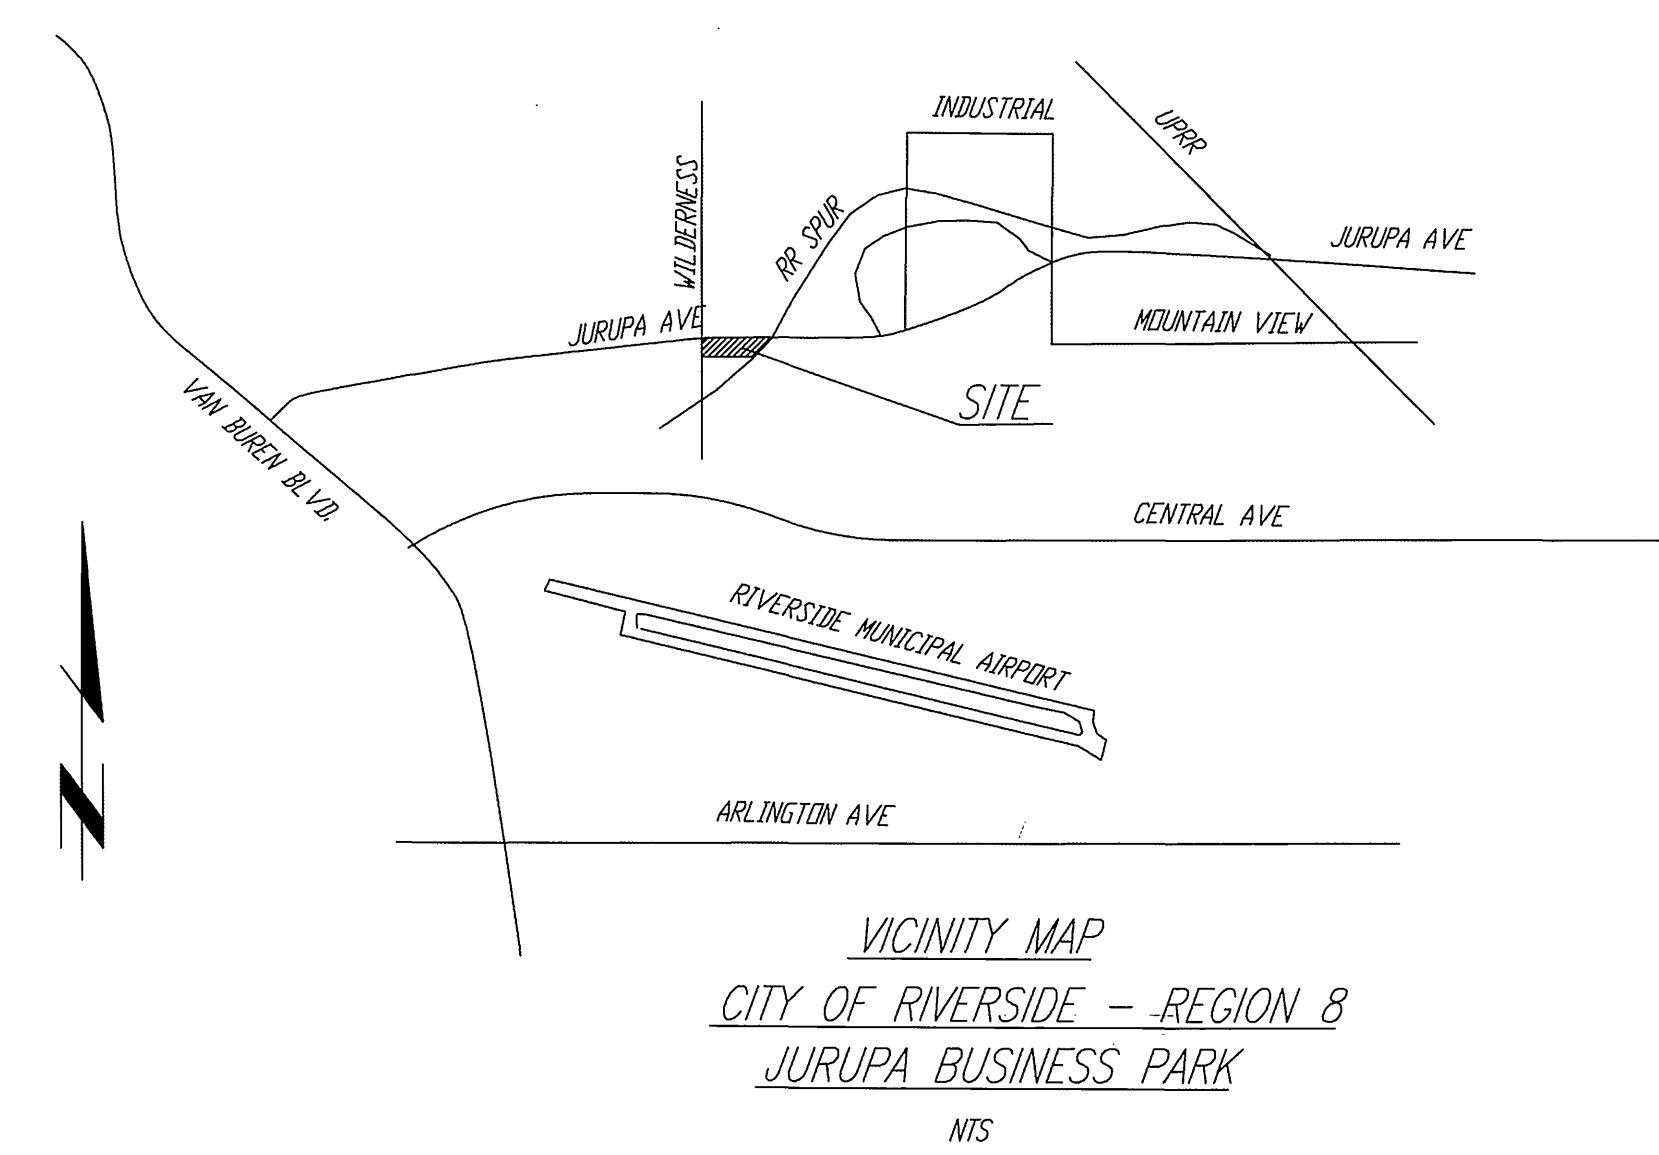 INDUSTRIAL
UPRR
WILDERNESS
RR SPUR
JURUPA AVE
JURUPA AVE
MOUNTAIN VIEW
SITE
VAN BUREN BLVD.
CENTRAL AVE
RIVERSIDE MUNICIPAL AIRPORT
N
ARLINGTON AVE
VICINITY MAP
CITY OF RIVERSIDE - REGION 8
JURUPA BUSINESS PARK
NTS